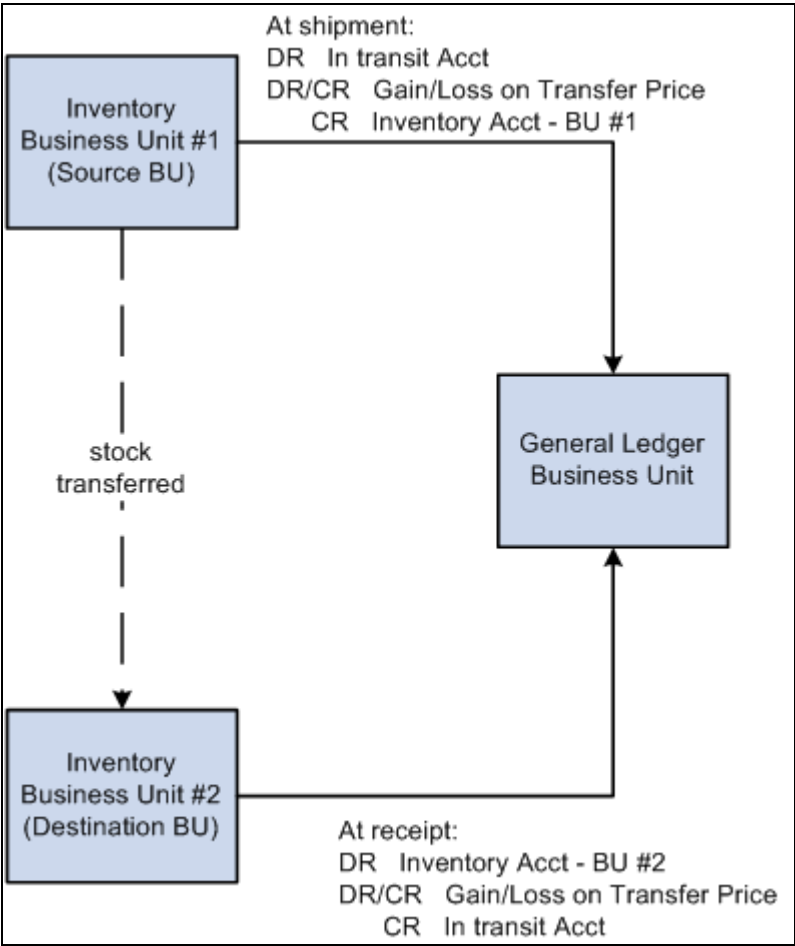 At shipment:
DR In transit Acct
DR/CR Gain/Loss on Transfer Price
CR Inventory Acct - BU #1
Inventory
Business Unit #1
(Source BU)
General Ledger
Business Unit
stock
transferred
Inventory
Business Unit #2
(Destination BU)
At receipt:
DR Inventory Acct - BU #2
DR/CR Gain/Loss on Transfer Price
CR In transit Acct